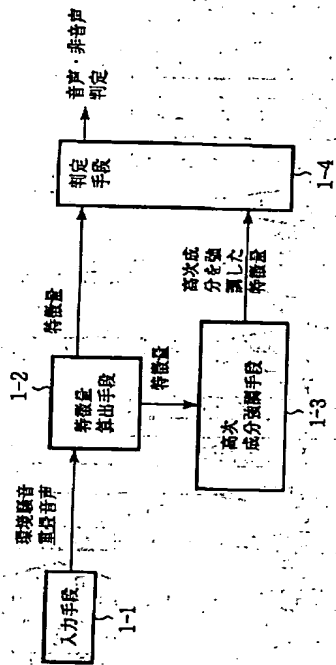 入力手段
1-1
環境騒音
重畳音声
1-2
特徴量
算出手段
特徴量
特徴量
高次
成分強調手段
1-3
高次成
分を強
調した
特徴量
判定
手段
1-4
音声・非音声
判定